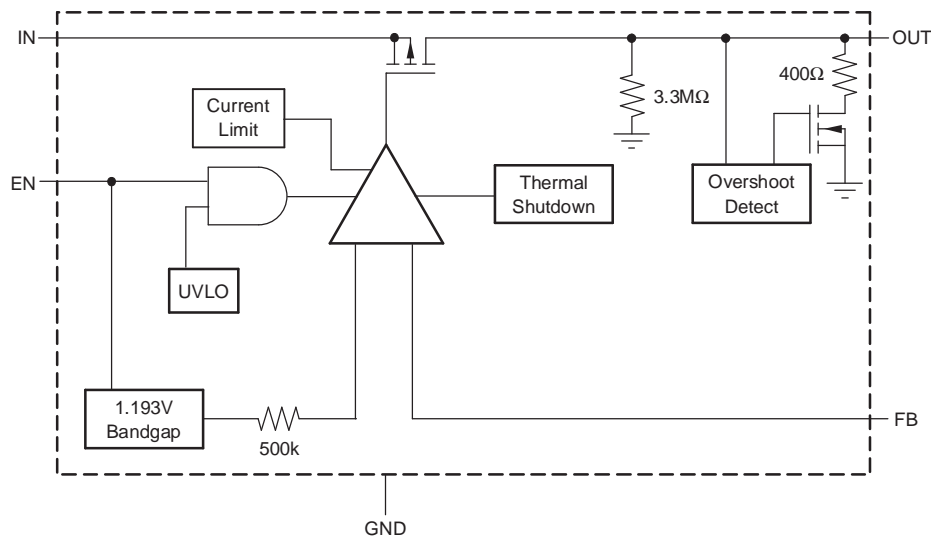 IN
OUT
400Ω
3.3MΩ
Current
Limit
EN
Thermal
Shutdown
Overshoot
Detect
UVLO
1.193V
Bandgap
500k
FB
GND